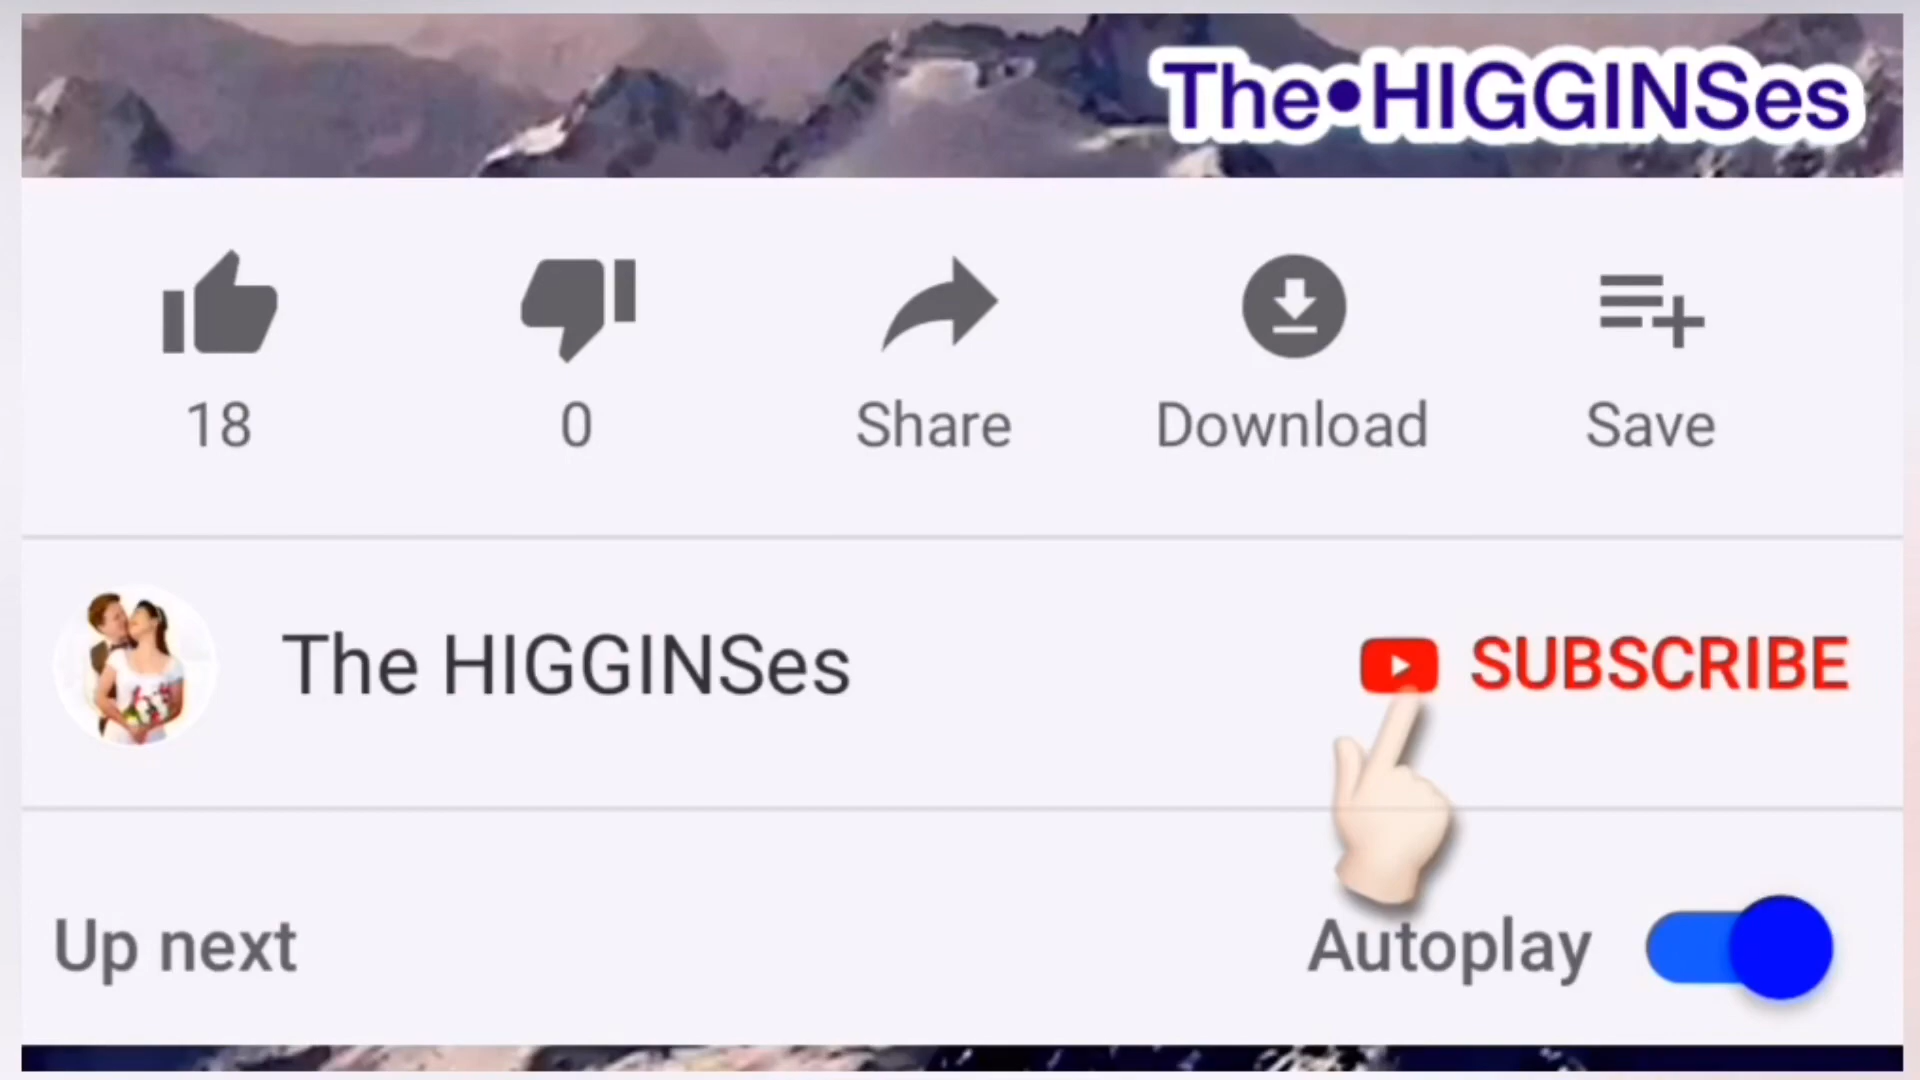 The•HIGGINSes
18 0 Share Download Save
The HIGGINSes SUBSCRIBE
Up next Autoplay